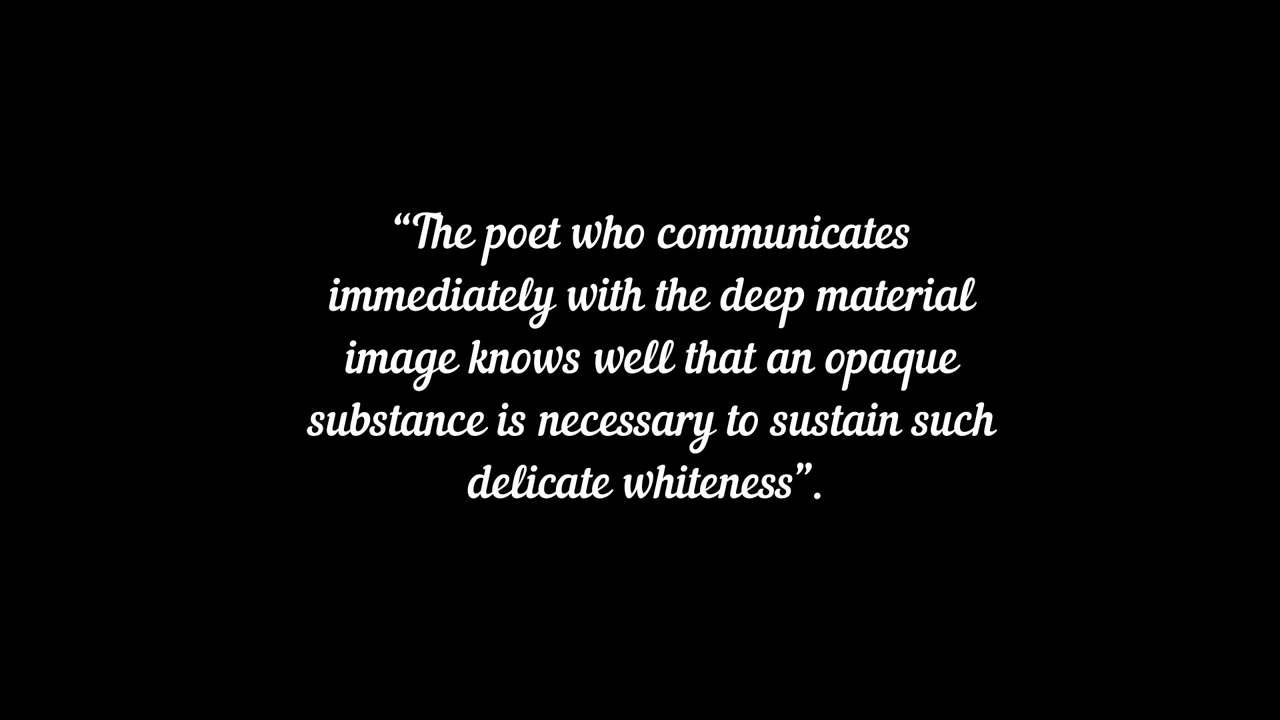 “The poet who communicates
immediately with the deep material
image knows well that an opaque
substance is necessary to sustain such
delicate whiteness”.